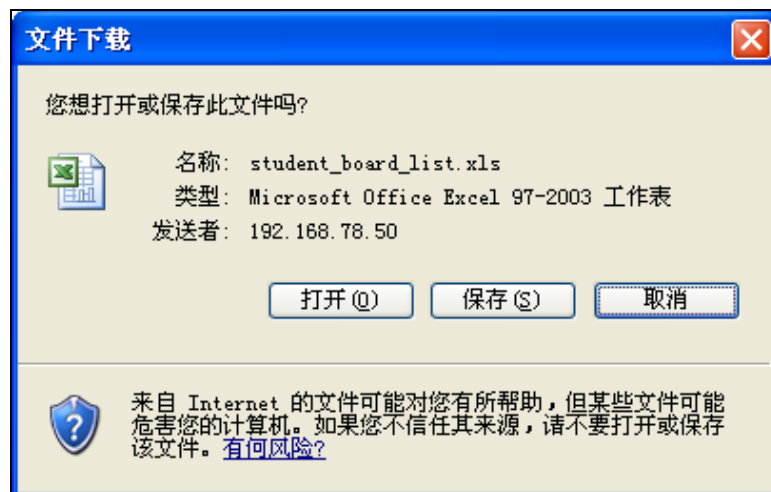 文件下载
您想打开或保存此文件吗?
名称: student_board_list.xls
类型: Microsoft Office Excel 97-2003 工作表
发送者: 192.168.78.50
打开(O) 保存(S) 取消
来自 Internet 的文件可能对您有所帮助，但某些文件可能
危害您的计算机。如果您不信任其来源，请不要打开或保存
该文件。有何风险?